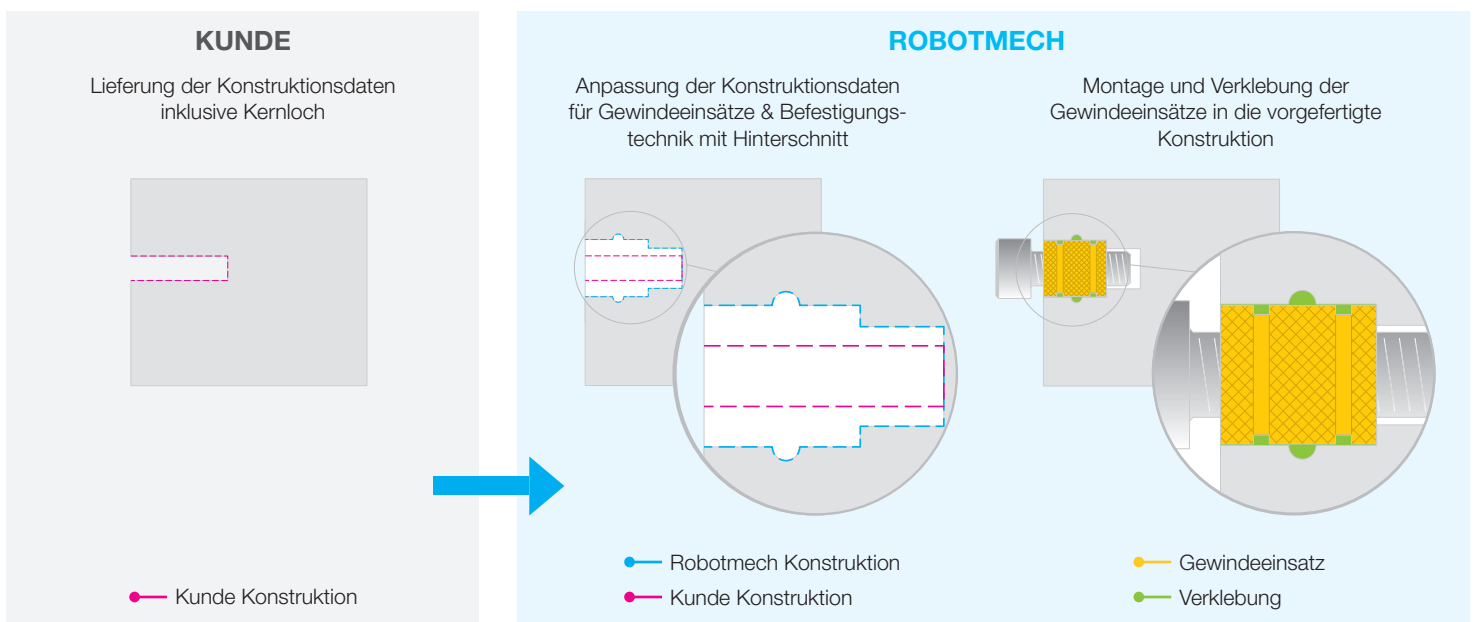 KUNDE
Lieferung der Konstruktionsdaten
inklusive Kernloch
Kunde Konstruktion
ROBOTMECH
Anpassung der Konstruktionsdaten
für Gewindeeinsätze & Befestigungs-
technik mit Hinterschnitt
Robotmech Konstruktion
Kunde Konstruktion
Montage und Verklebung der
Gewindeeinsätze in die vorgefertigte
Konstruktion
Gewindeeinsatz
Verklebung